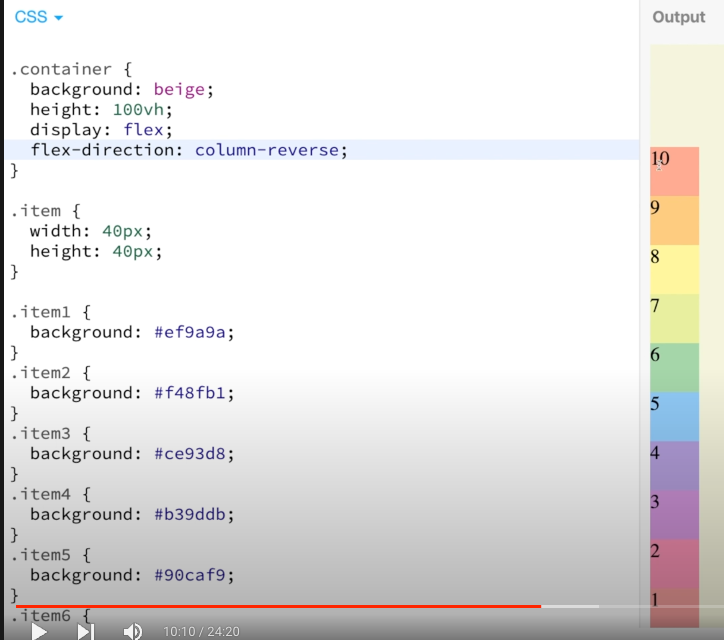 CSS
Output
.container {
background: beige;
height: 100vh;
display: flex;
flex-direction: column-reverse;
}
.item {
width: 40px;
height: 40px;
}
.item1 {
background: #ef9a9a;
}
.item2 {
background: #f48fb1;
}
.item3 {
background: #ce93d8;
}
.item4 {
background: #b39ddb;
}
.item5 {
background: #90caf9;
}
.item6 {
10
9
8
7
6
5
4
3
2
1
10:10 / 24:20